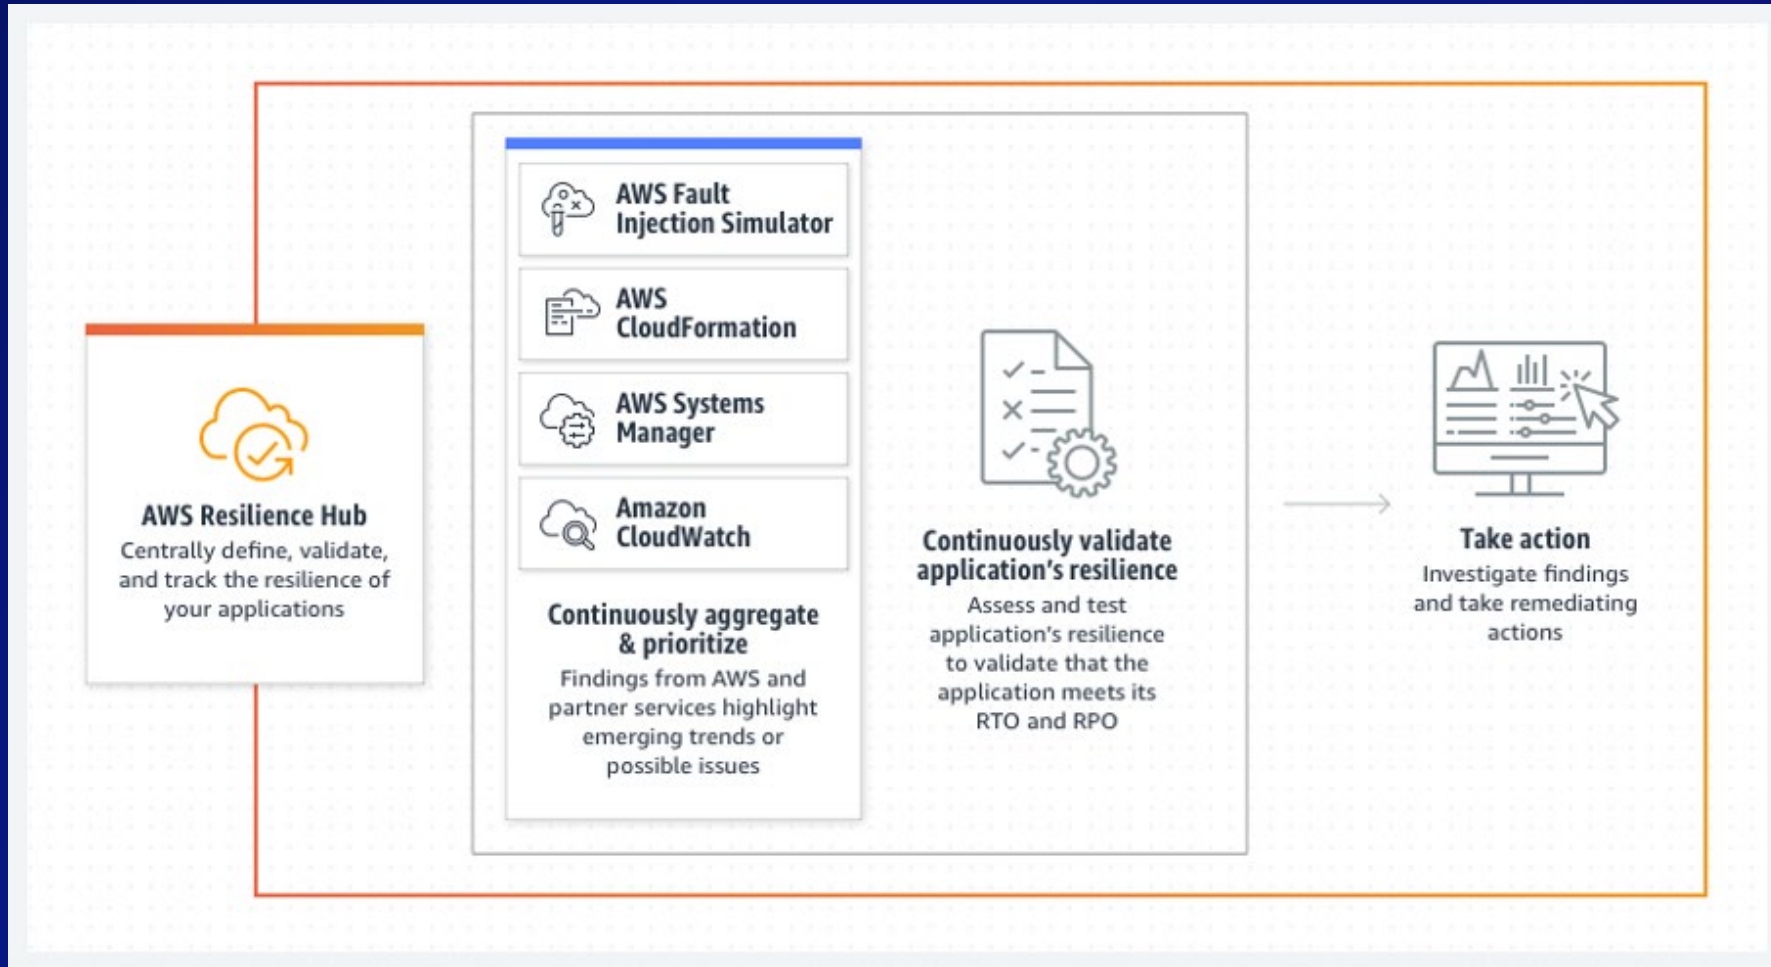 AWS Resilience Hub
Centrally define, validate,
and track the resilience of
your applications
AWS Fault
Injection Simulator
AWS
CloudFormation
AWS Systems
Manager
Amazon
CloudWatch
Continuously aggregate
& prioritize
Findings from AWS and
partner services highlight
emerging trends or
possible issues
Continuously validate
application's resilience
Assess and test
application's resilience
to validate that the
application meets its
RTO and RPO
Take action
Investigate findings
and take remediating
actions